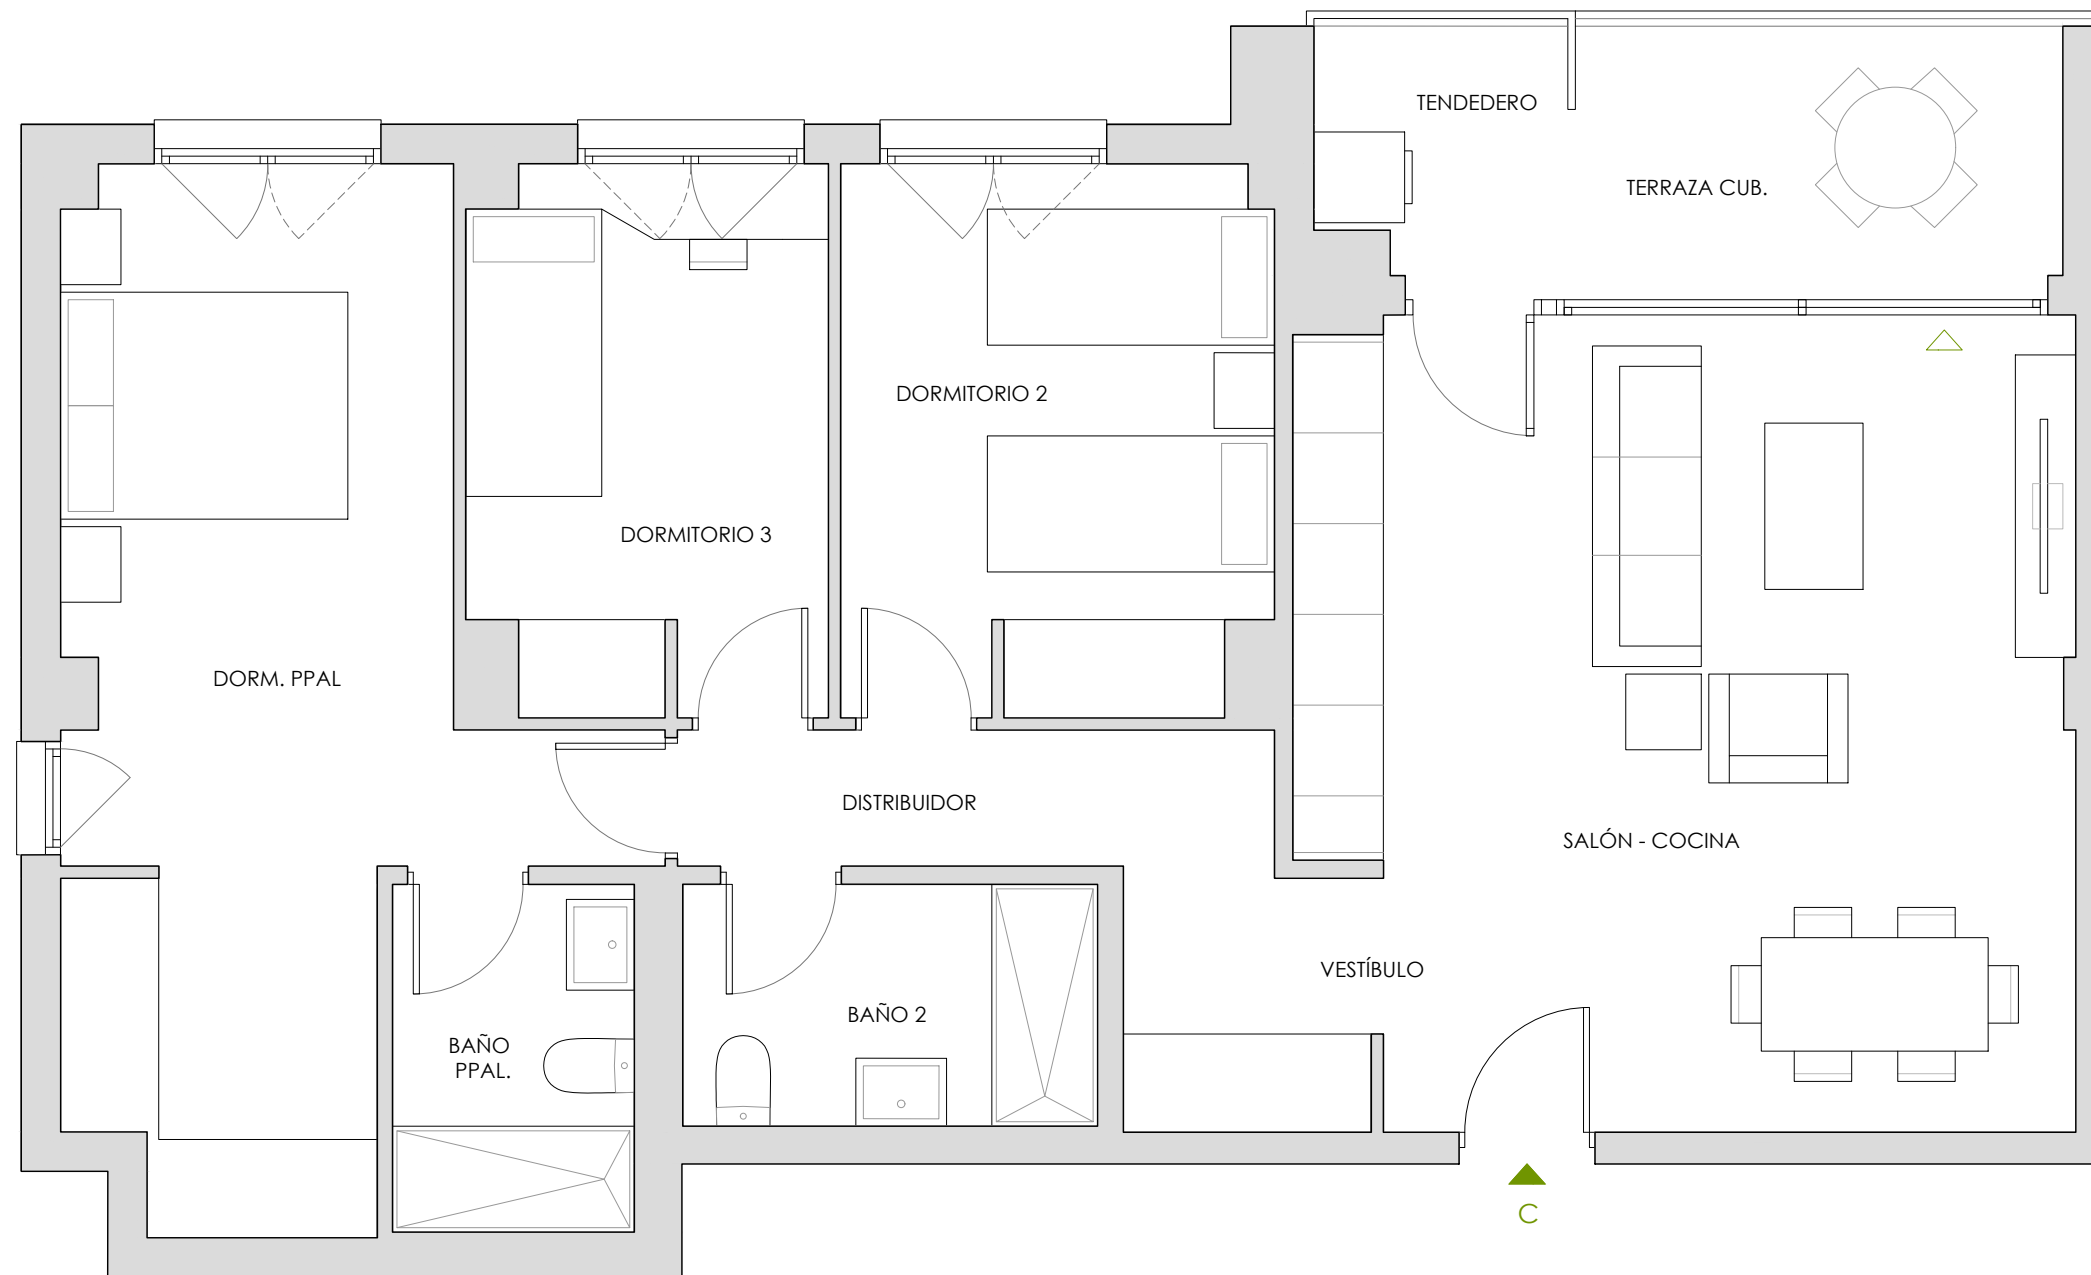 TENDEDERO
TERRAZA CUB.
DORMITORIO 2
DORMITORIO 3
DORM. PPAL
DISTRIBUIDOR
SALÓN - COCINA
VESTÍBULO
BAÑO 2
BAÑO
PPAL.
C